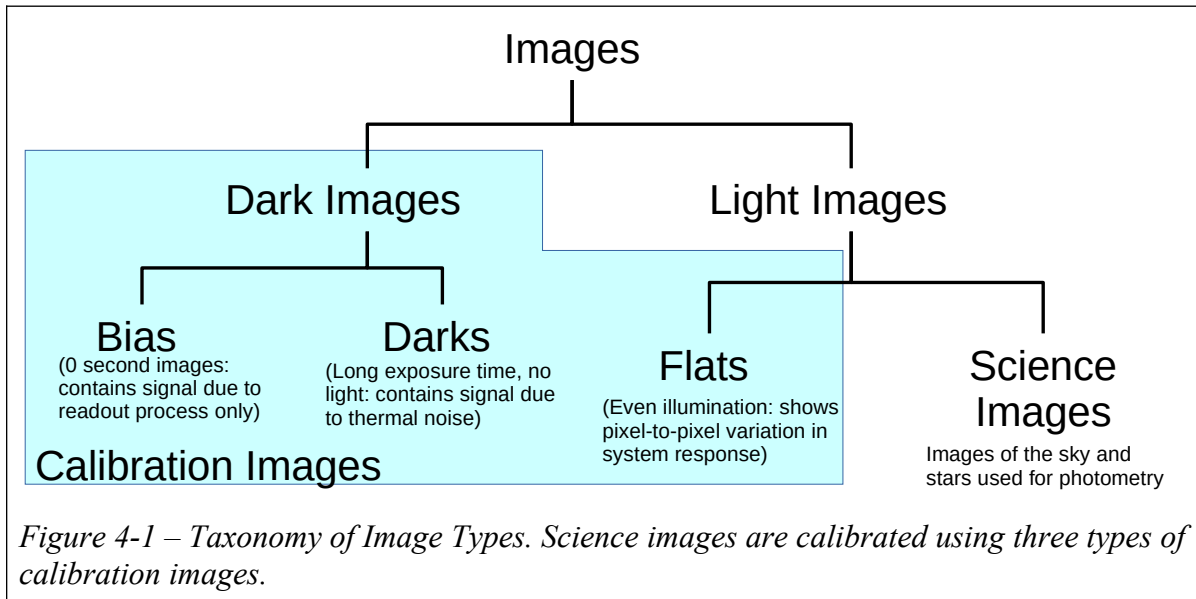 Images
Dark Images
Light Images
Bias
(0 second images:
contains signal due to
readout process only)
Darks
(Long exposure time, no
light: contains signal due
to thermal noise)
Flats
(Even illumination: shows
pixel-to-pixel variation in
system response)
Science
Images
Images of the sky and
stars used for photometry
Calibration Images
Figure 4-1 – Taxonomy of Image Types. Science images are calibrated using three types of
calibration images.